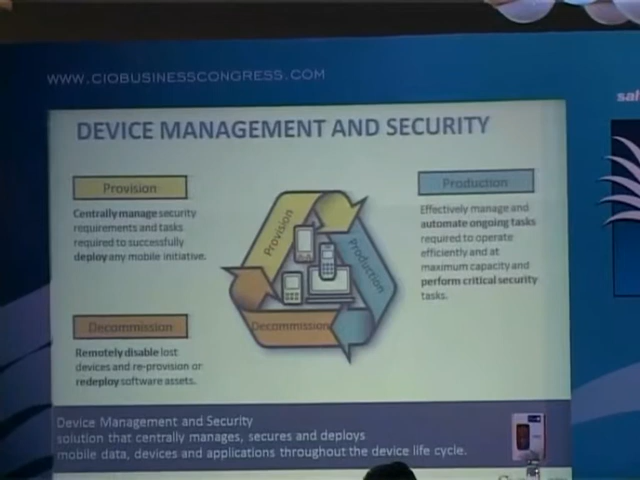 WWW.CIOBUSINESSCONGRESS.COM
DEVICE MANAGEMENT AND SECURITY
Provision
Centrally manage security
requirements and tasks
required to successfully
deploy any mobile initiative.
Decommission
Remotely disable lost
devices and re-provision or
redeploy software assets.
Provision
Production
Decommission
Production
Effectively manage and
automate ongoing tasks
required to operate
efficiently and at
maximum capacity and
perform critical security
tasks.
Device Management and Security
solution that centrally manages, secures and deploys
mobile data, devices and applications throughout the device life cycle.